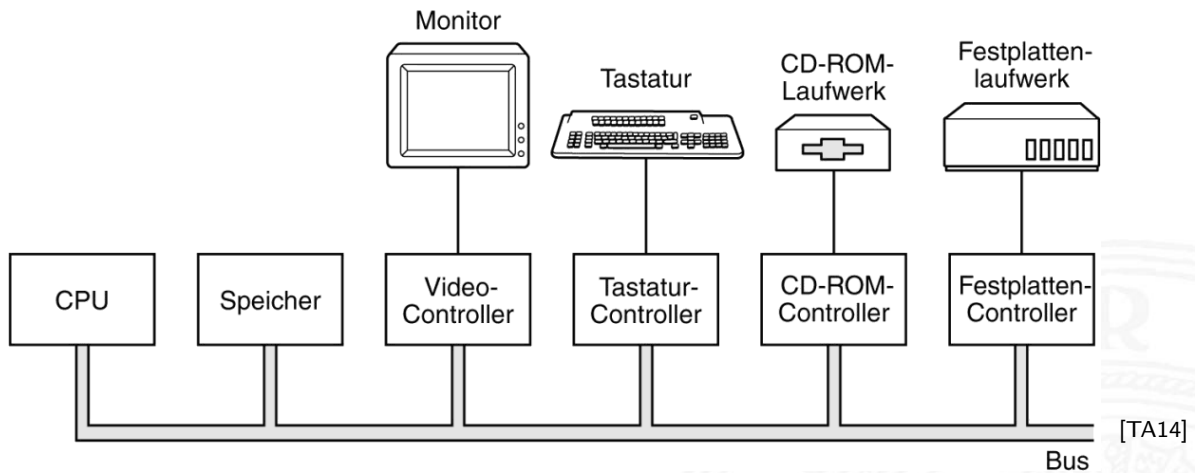 Monitor
Tastatur
CD-ROM-
Laufwerk
Festplatten-
laufwerk
CPU
Speicher
Video-
Controller
Tastatur-
Controller
CD-ROM-
Controller
Festplatten-
Controller
[TA14]
Bus